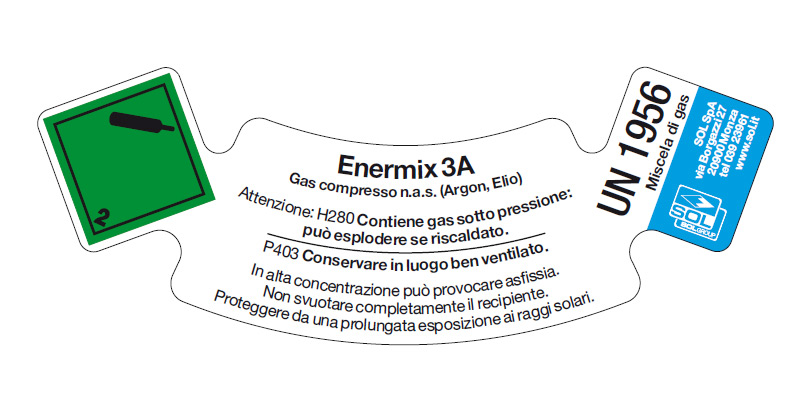 2
Enermix 3A
Gas compresso n.a.s. (Argon, Elio)
Attenzione: H280 Contiene gas sotto pressione:
può esplodere se riscaldato.
P403 Conservare in luogo ben ventilato.
In alta concentrazione può provocare asfissia.
Non svuotare completamente il recipiente.
Proteggere da una prolungata esposizione ai raggi solari.
UN 1956
Miscela di gas
SOL SpA
via Borgazzi 27
20900 Monza
tel 039 23961
www.sol.it
SOL
SOLGROUP